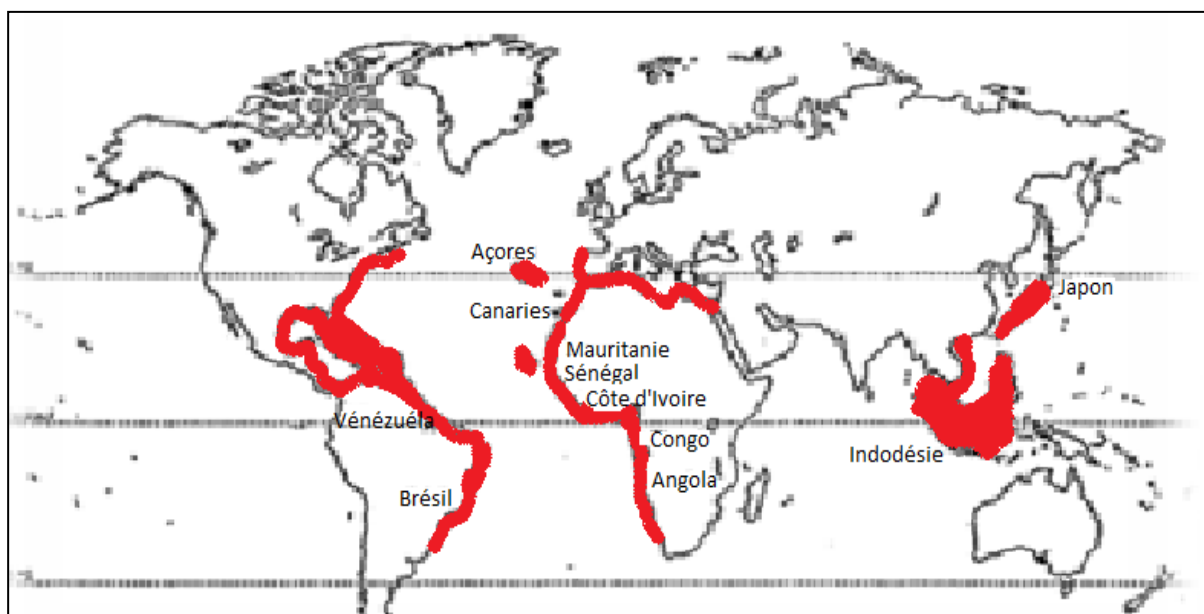 Açores
Japon
Canaries
Mauritanie
Sénégal
Côte d'Ivoire
Vénézuéla
Congo
Indodésie
Angola
Brésil